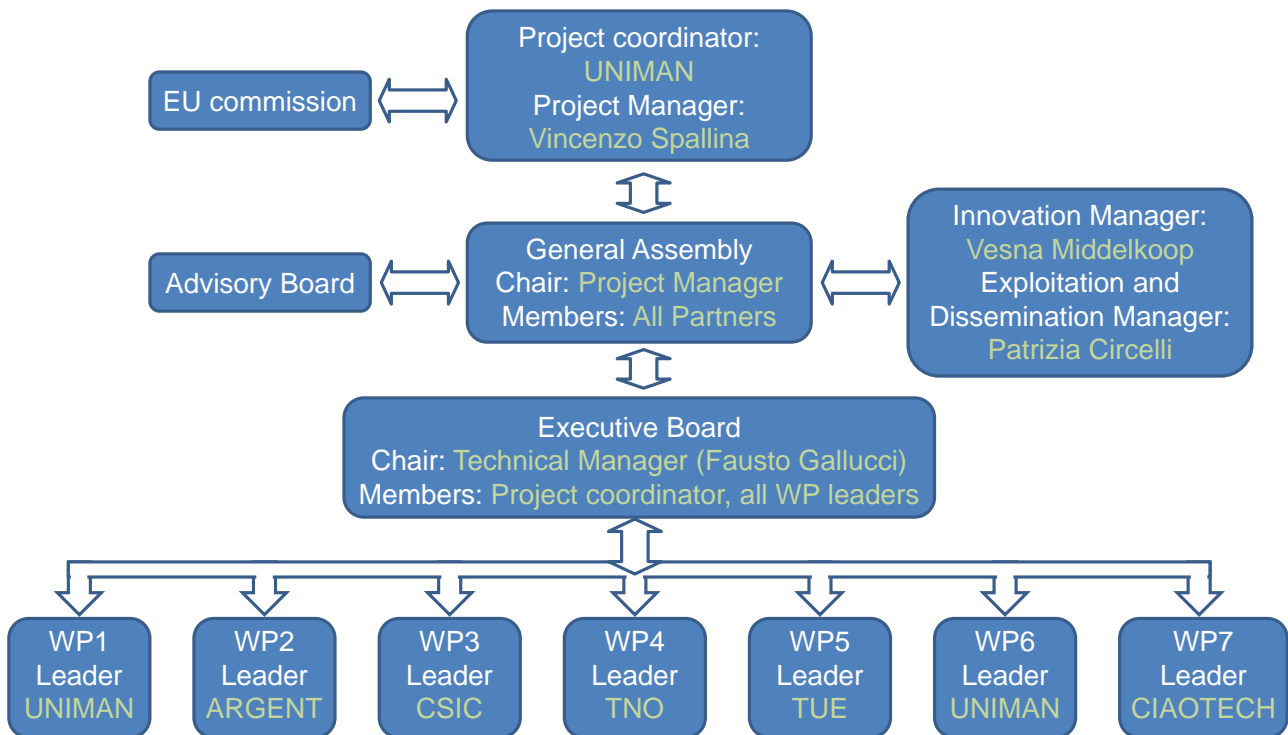 Project coordinator:
UNIMAN
Project Manager:
Vincenzo Spallina
EU commission
General Assembly
Chair: Project Manager
Members: All Partners
Advisory Board
Innovation Manager:
Vesna Middelkoop
Exploitation and
Dissemination Manager:
Patrizia Circelli
Executive Board
Chair: Technical Manager (Fausto Gallucci)
Members: Project coordinator, all WP leaders
WP1
Leader
UNIMAN
WP2
Leader
ARGENT
WP3
Leader
CSIC
WP4
Leader
TNO
WP5
Leader
TUE
WP6
Leader
UNIMAN
WP7
Leader
CIAOTECH